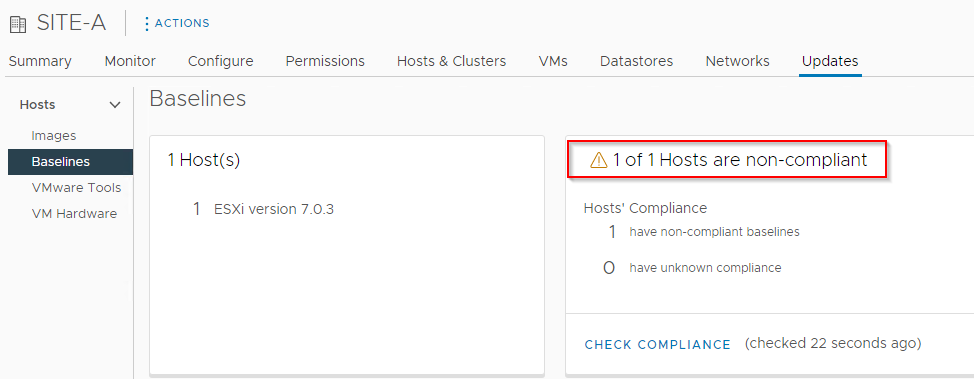 SITE-A
ACTIONS
Summary Monitor Configure Permissions Hosts & Clusters VMs Datastores Networks Updates
Hosts
Images
Baselines
VMware Tools
VM Hardware
Baselines
1 Host(s)
1 ESXi version 7.0.3
1 of 1 Hosts are non-compliant
Hosts' Compliance
1 have non-compliant baselines
0 have unknown compliance
CHECK COMPLIANCE (checked 22 seconds ago)